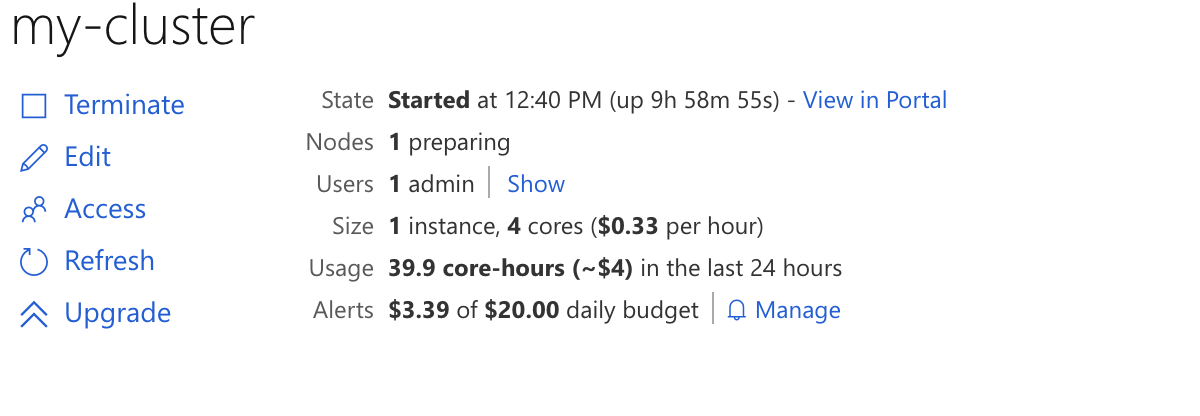 my-cluster
Terminate
Edit
Access
Refresh
Upgrade
State Started at 12:40 PM (up 9h 58m 55s) - View in Portal
Nodes 1 preparing
Users 1 admin | Show
Size 1 instance, 4 cores ($0.33 per hour)
Usage 39.9 core-hours (~$4) in the last 24 hours
Alerts $3.39 of $20.00 daily budget | Manage